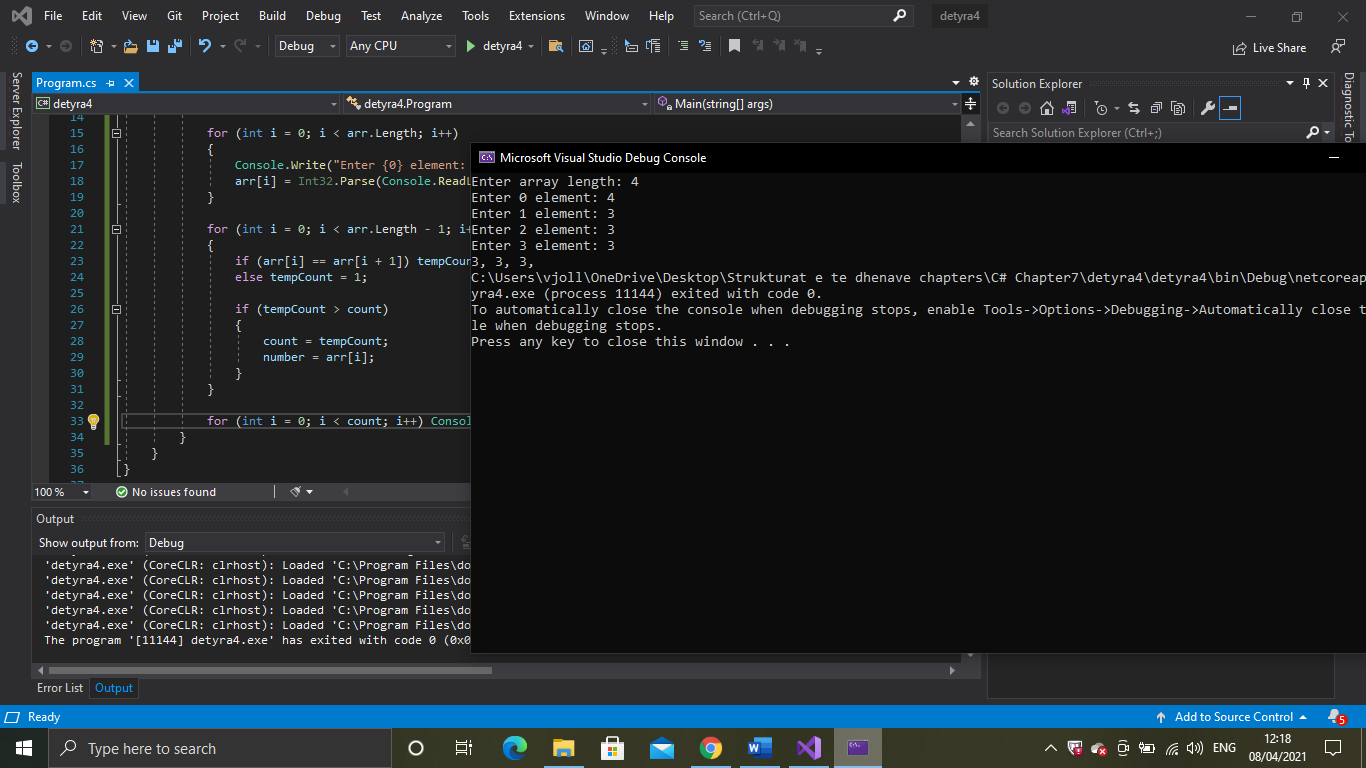 File Edit View Git Project Build Debug Test Analyze Tools Extensions Window Help Search (Ctrl+Q) detyra4
Debug Any CPU detyra4 Live Share
Server Explorer
Toolbox
Program.cs
C# detyra4 detyra4.Program Main(string[] args)
14
15 for (int i = 0; i < arr.Length; i++)
16 {
17 Console.Write("Enter {0} element:
18 arr[i] = Int32.Parse(Console.ReadL
19 }
20
21 for (int i = 0; i < arr.Length - 1; i+
22 {
23 if (arr[i] == arr[i + 1]) tempCoun
24 else tempCount = 1;
25
26 if (tempCount > count)
27 {
28 count = tempCount;
29 number = arr[i];
30 }
31 }
32
33 for (int i = 0; i < count; i++) Consol
34 }
35 }
36 }
100 % No issues found
Output
Show output from: Debug
'detyra4.exe' (CoreCLR: clrhost): Loaded 'C:\Program Files\do
'detyra4.exe' (CoreCLR: clrhost): Loaded 'C:\Program Files\do
'detyra4.exe' (CoreCLR: clrhost): Loaded 'C:\Program Files\do
'detyra4.exe' (CoreCLR: clrhost): Loaded 'C:\Program Files\do
'detyra4.exe' (CoreCLR: clrhost): Loaded 'C:\Program Files\do
The program '[11144] detyra4.exe' has exited with code 0 (0x0
Error List Output
Solution Explorer
Search Solution Explorer (Ctrl+;)
Diagnostic To
Microsoft Visual Studio Debug Console
Enter array length: 4
Enter 0 element: 4
Enter 1 element: 3
Enter 2 element: 3
Enter 3 element: 3
3, 3, 3,
C:\Users\vjoll\OneDrive\Desktop\Strukturat e te dhenave chapters\C# Chapter7\detyra4\detyra4\bin\Debug\netcoreap
yra4.exe (process 11144) exited with code 0.
To automatically close the console when debugging stops, enable Tools->Options->Debugging->Automatically close t
le when debugging stops.
Press any key to close this window . . .
Ready Add to Source Control 5
Type here to search ENG 12:18
08/04/2021